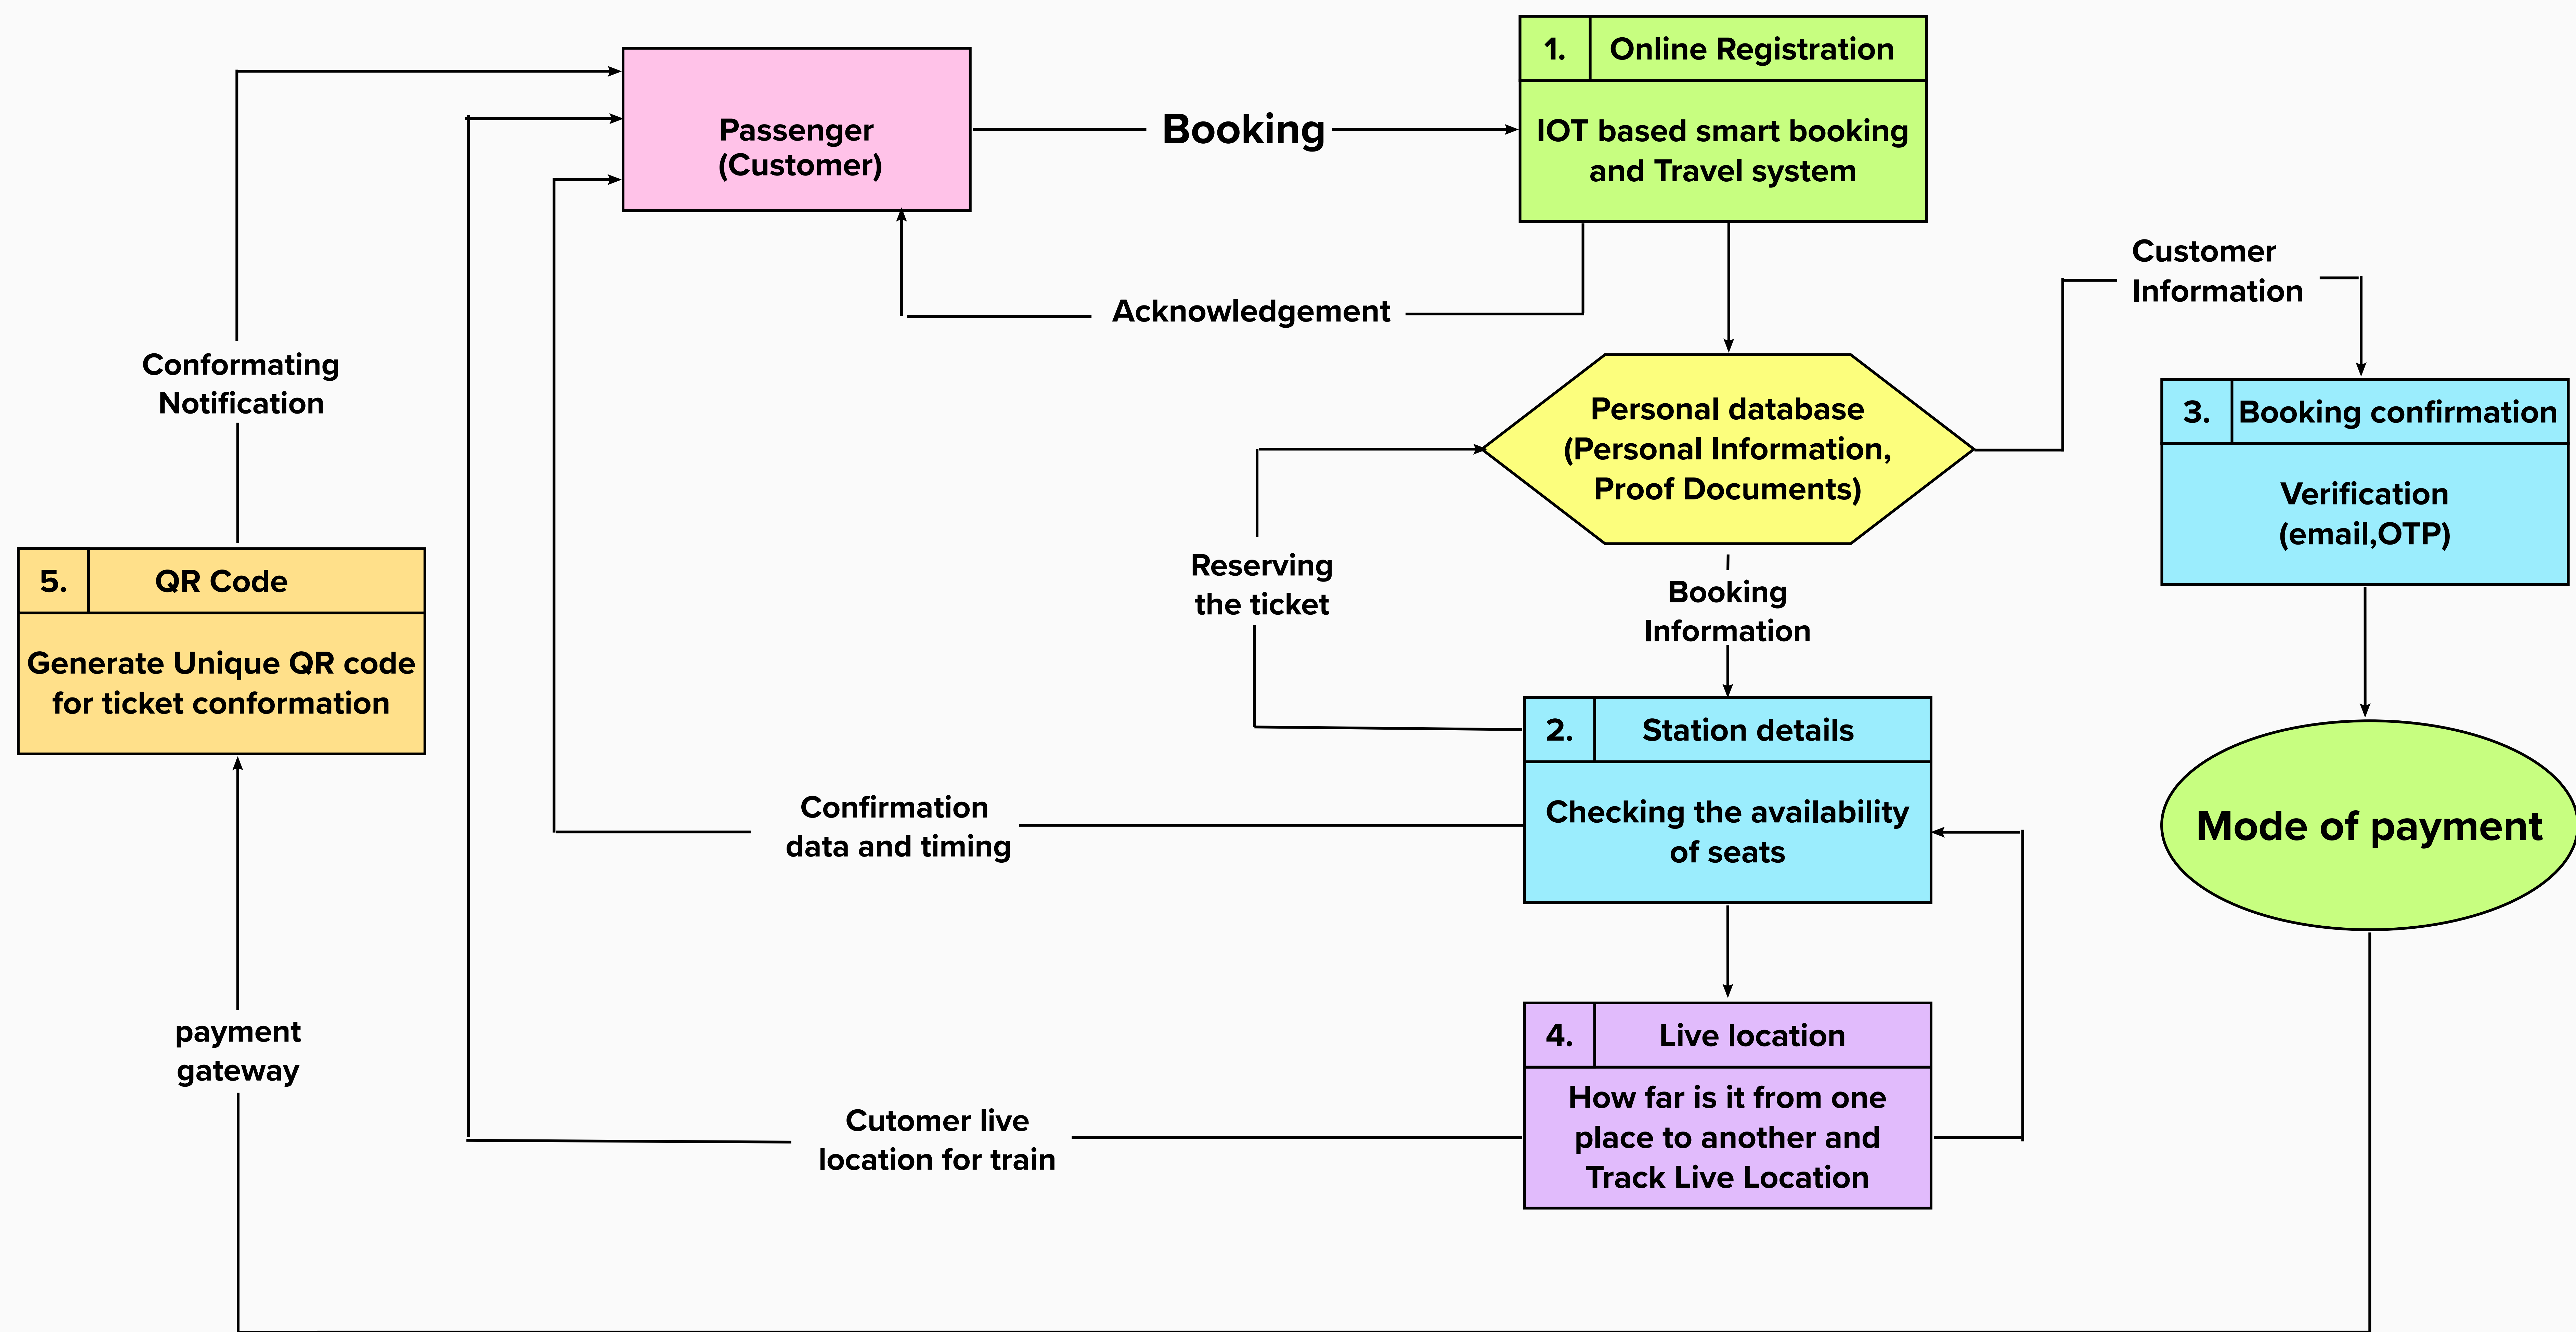 1.
Online Registration
IOT based smart booking
and Travel system
Passenger
(Customer)
Booking
Acknowledgement
Customer
Information
Conformating
Notification
Personal database
(Personal Information,
Proof Documents)
3.
Booking confirmation
Verification
(email,OTP)
5.
QR Code
Generate Unique QR code
for ticket conformation
Reserving
the ticket
Booking
Information
2.
Station details
Checking the availability
of seats
Confirmation
data and timing
Mode of payment
payment
gateway
4.
Live location
How far is it from one
place to another and
Track Live Location
Cutomer live
location for train